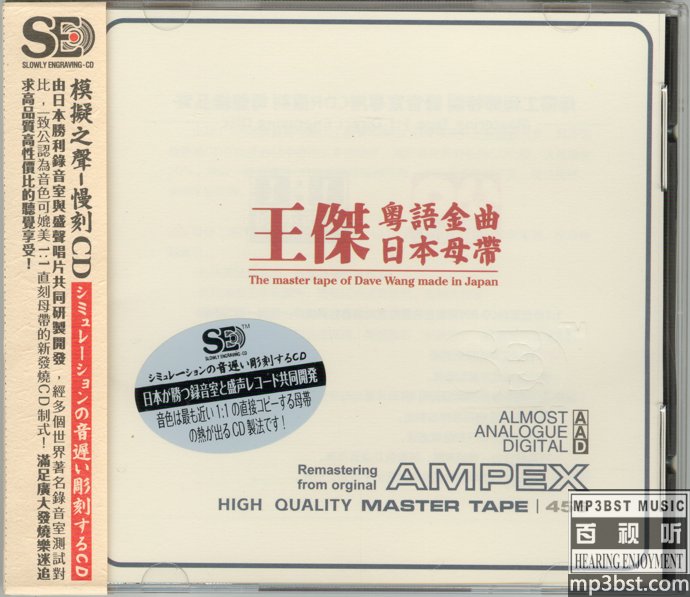 SED
SLOWLY ENGRAVING-CD
模擬之聲-慢刻CD シミュレーションの音遅い彫刻するCD
由日本勝利錄音室與盛聲唱片共同研製開發，經多個世界著名錄音室測試對
比，一致公認為音色可媲美1:1直刻母帶的新發燒CD制式！滿足廣大發燒樂迷追
求高品質高性價比的聽覺享受！
王傑 粵語金曲
日本母帶
The master tape of Dave Wang made in Japan
SED™
SLOWLY ENGRAVING-CD
シミュレーションの音遅い彫刻するCD
日本が勝つ録音室と盛声レコード共同開発
音色は最も近い1:1の直接コピーする母帯
の熱が出るCD製法です！
ALMOST A
ANALOGUE A
DIGITAL D
Remastering
from orginal AMPEX
HIGH QUALITY MASTER TAPE | 45
MP3BST MUSIC
百视听
HEARING ENJOYMENT
mp3bst.com